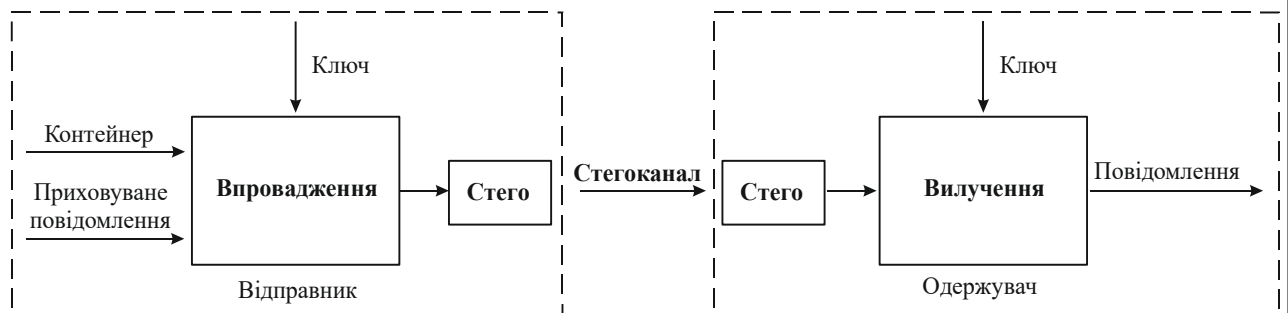 Ключ
Контейнер
Приховуване
повідомлення
Впровадження
Стего
Відправник
Стегоканал
Ключ
Стего
Вилучення
Повідомлення
Одержувач